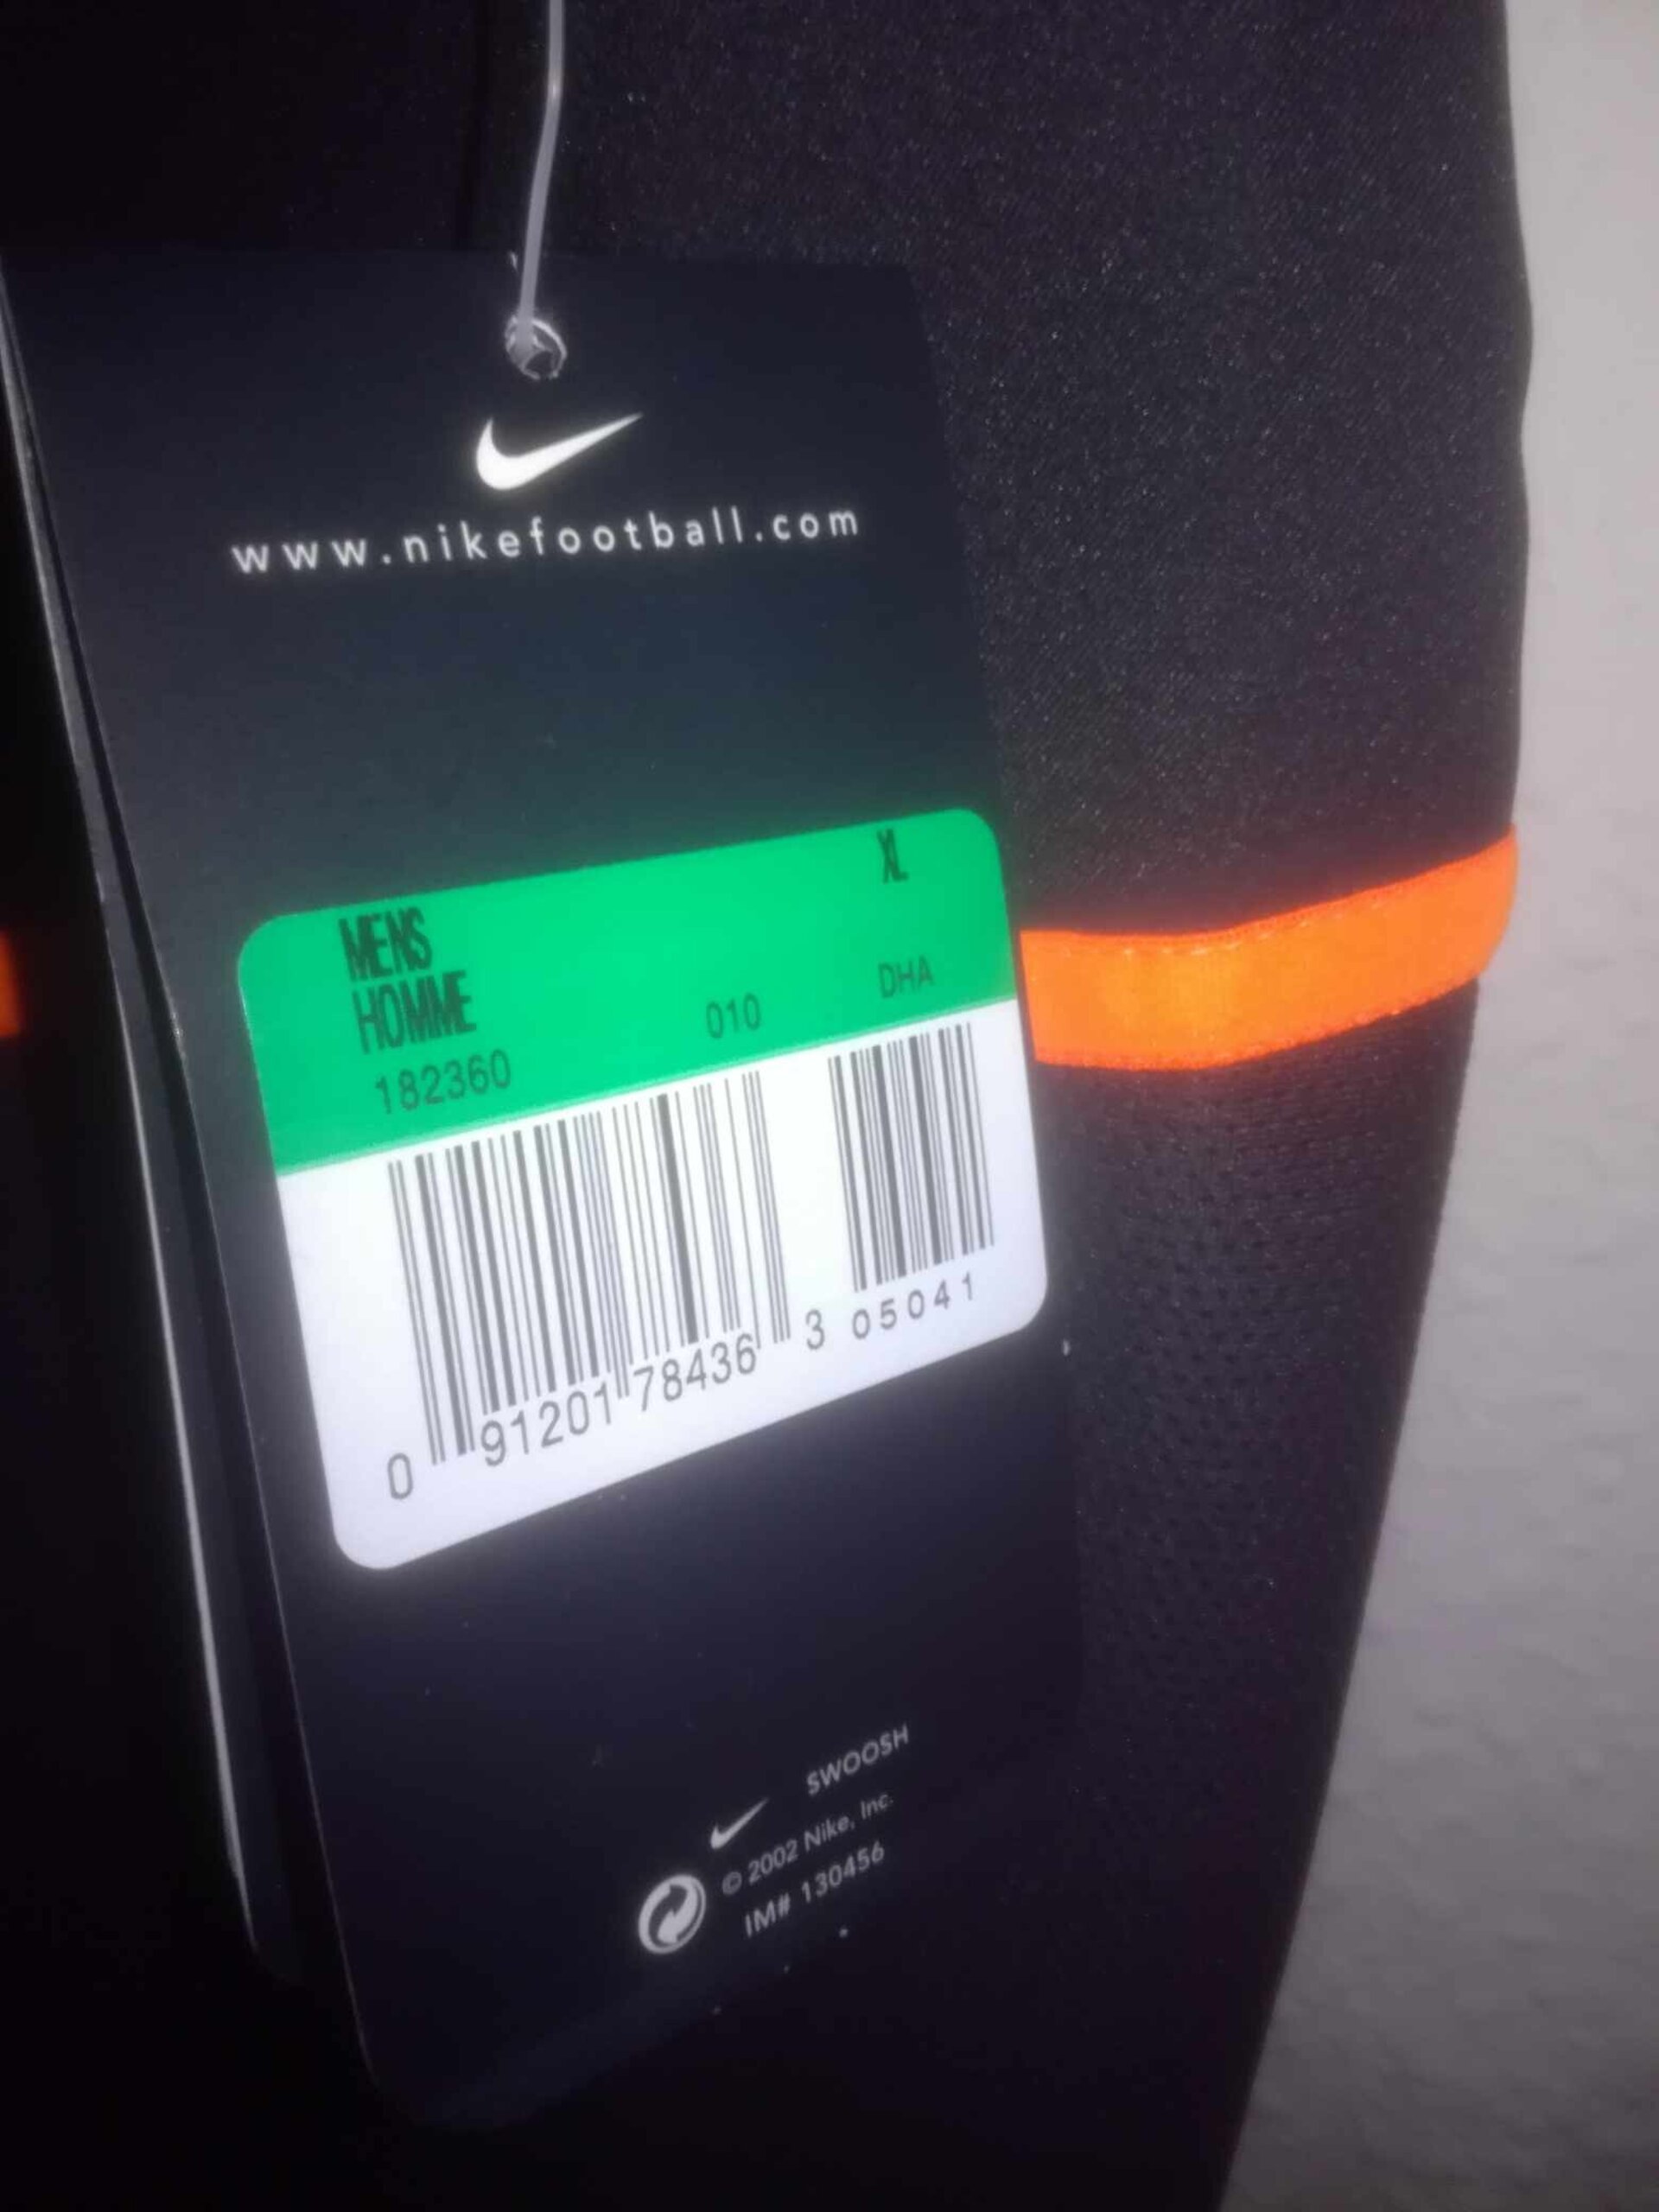 www.nikefootball.com
XL
MENS
HOMME
182360 010 DHA
0 91201 78436 3 05041
SWOOSH
© 2002 Nike, Inc.
IM# 130456